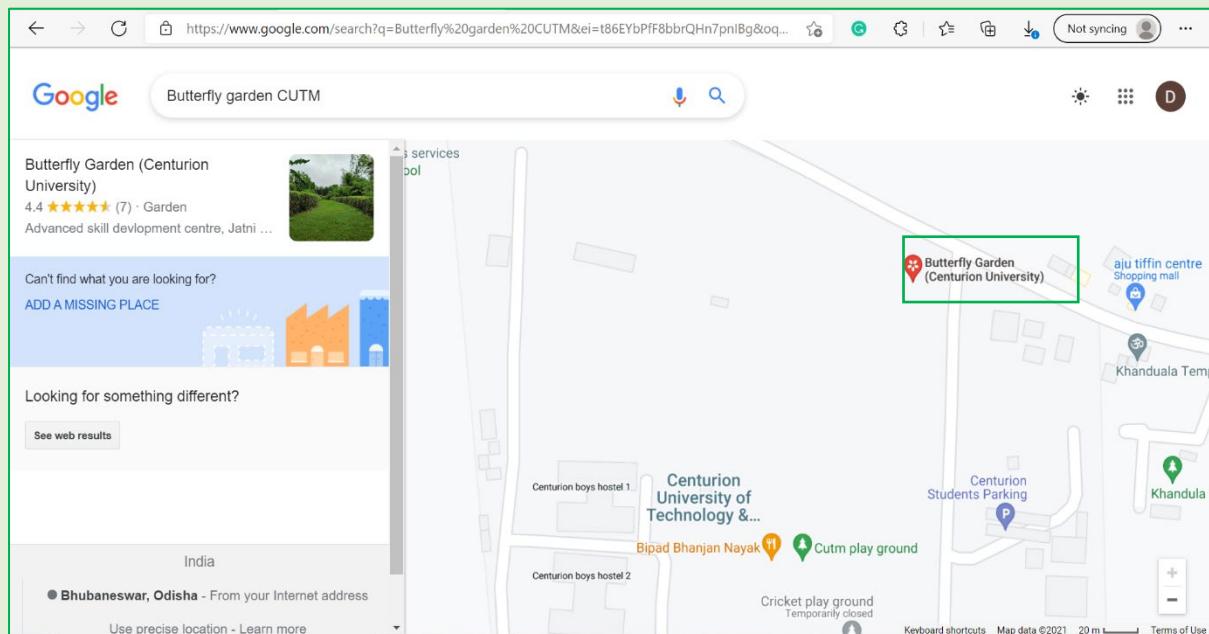 https://www.google.com/search?q=Butterfly%20garden%20CUTM&ei=t86EYbPfF8bbrQHn7pnIBg&oq...
Not syncing
Google
Butterfly garden CUTM
D
Butterfly Garden (Centurion
University)
4.4 ★★★★★ (7) · Garden
Advanced skill devlopment centre, Jatni ...
Can't find what you are looking for?
ADD A MISSING PLACE
Looking for something different?
See web results
India
Bhubaneswar, Odisha - From your Internet address
Use precise location - Learn more
s services
ool
Butterfly Garden
(Centurion University)
aju tiffin centre
Shopping mall
Khanduala Temp
Centurion
Students Parking
P
Khandula
Centurion boys hostel 1
Centurion
University of
Technology &...
Bipad Bhanjan Nayak
Cutm play ground
Centurion boys hostel 2
Cricket play ground
Temporarily closed
Keyboard shortcuts Map data ©2021 20 m Terms of Use